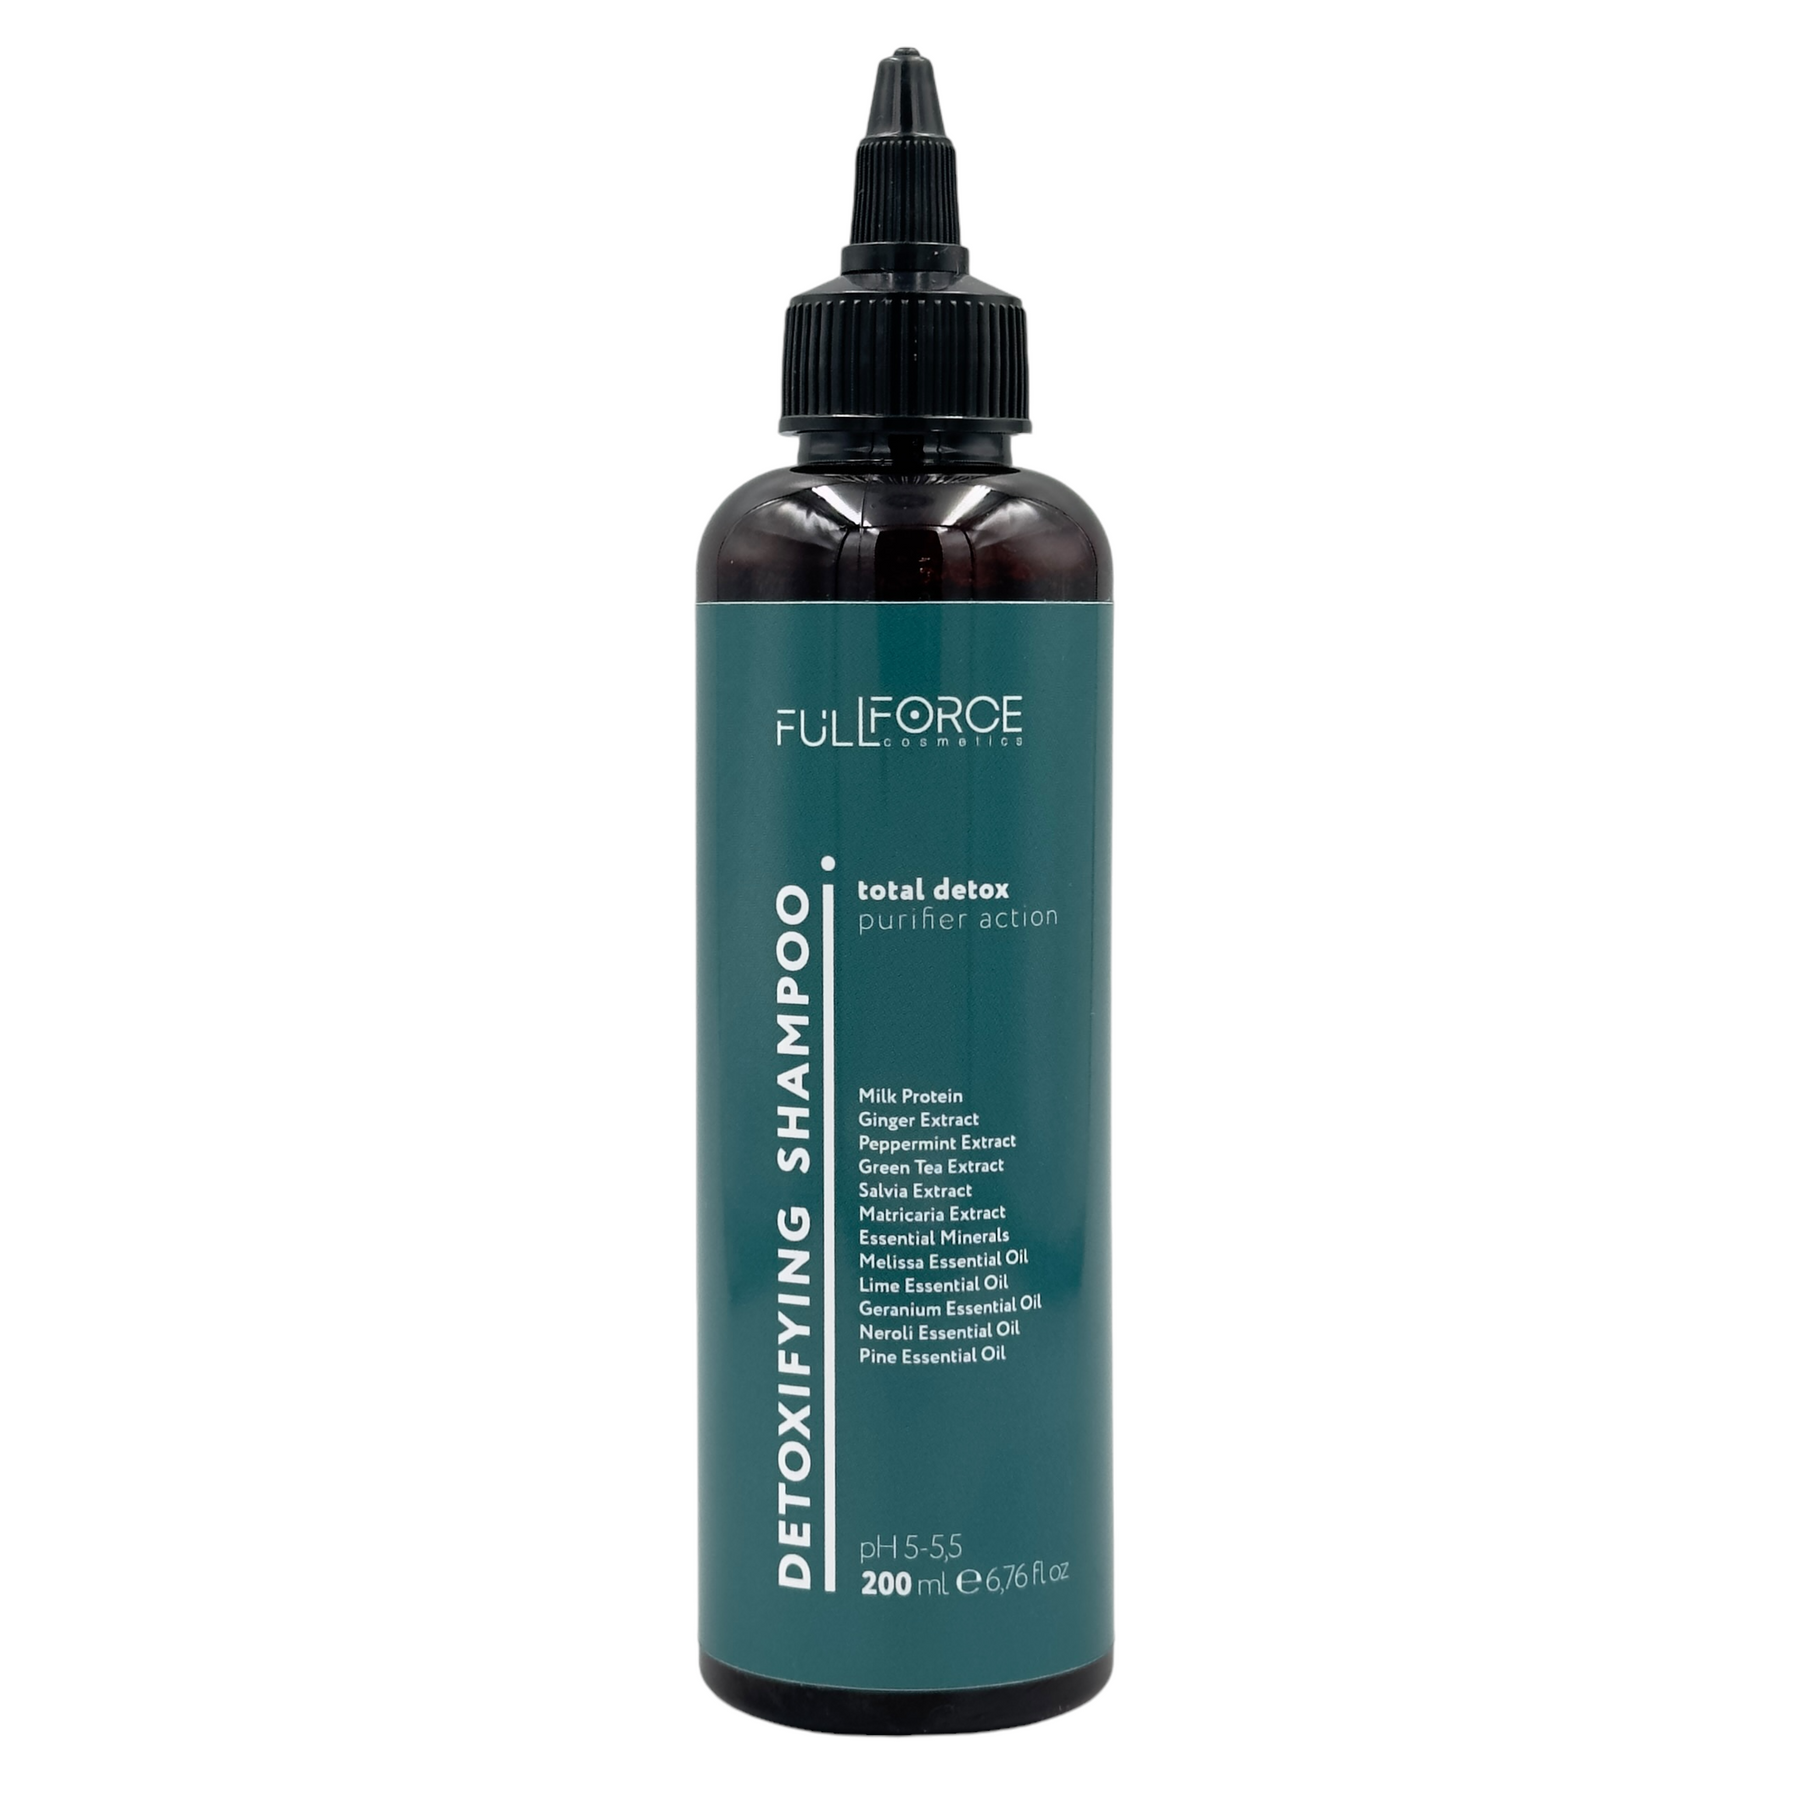 FULLFORCE
cosmetics
DETOXIFYING SHAMPOO
total detox
purifier action
Milk Protein
Ginger Extract
Peppermint Extract
Green Tea Extract
Salvia Extract
Matricaria Extract
Essential Minerals
Melissa Essential Oil
Lime Essential Oil
Geranium Essential Oil
Neroli Essential Oil
Pine Essential Oil
pH 5-5,5
200 ml ℮ 6,76 fl oz